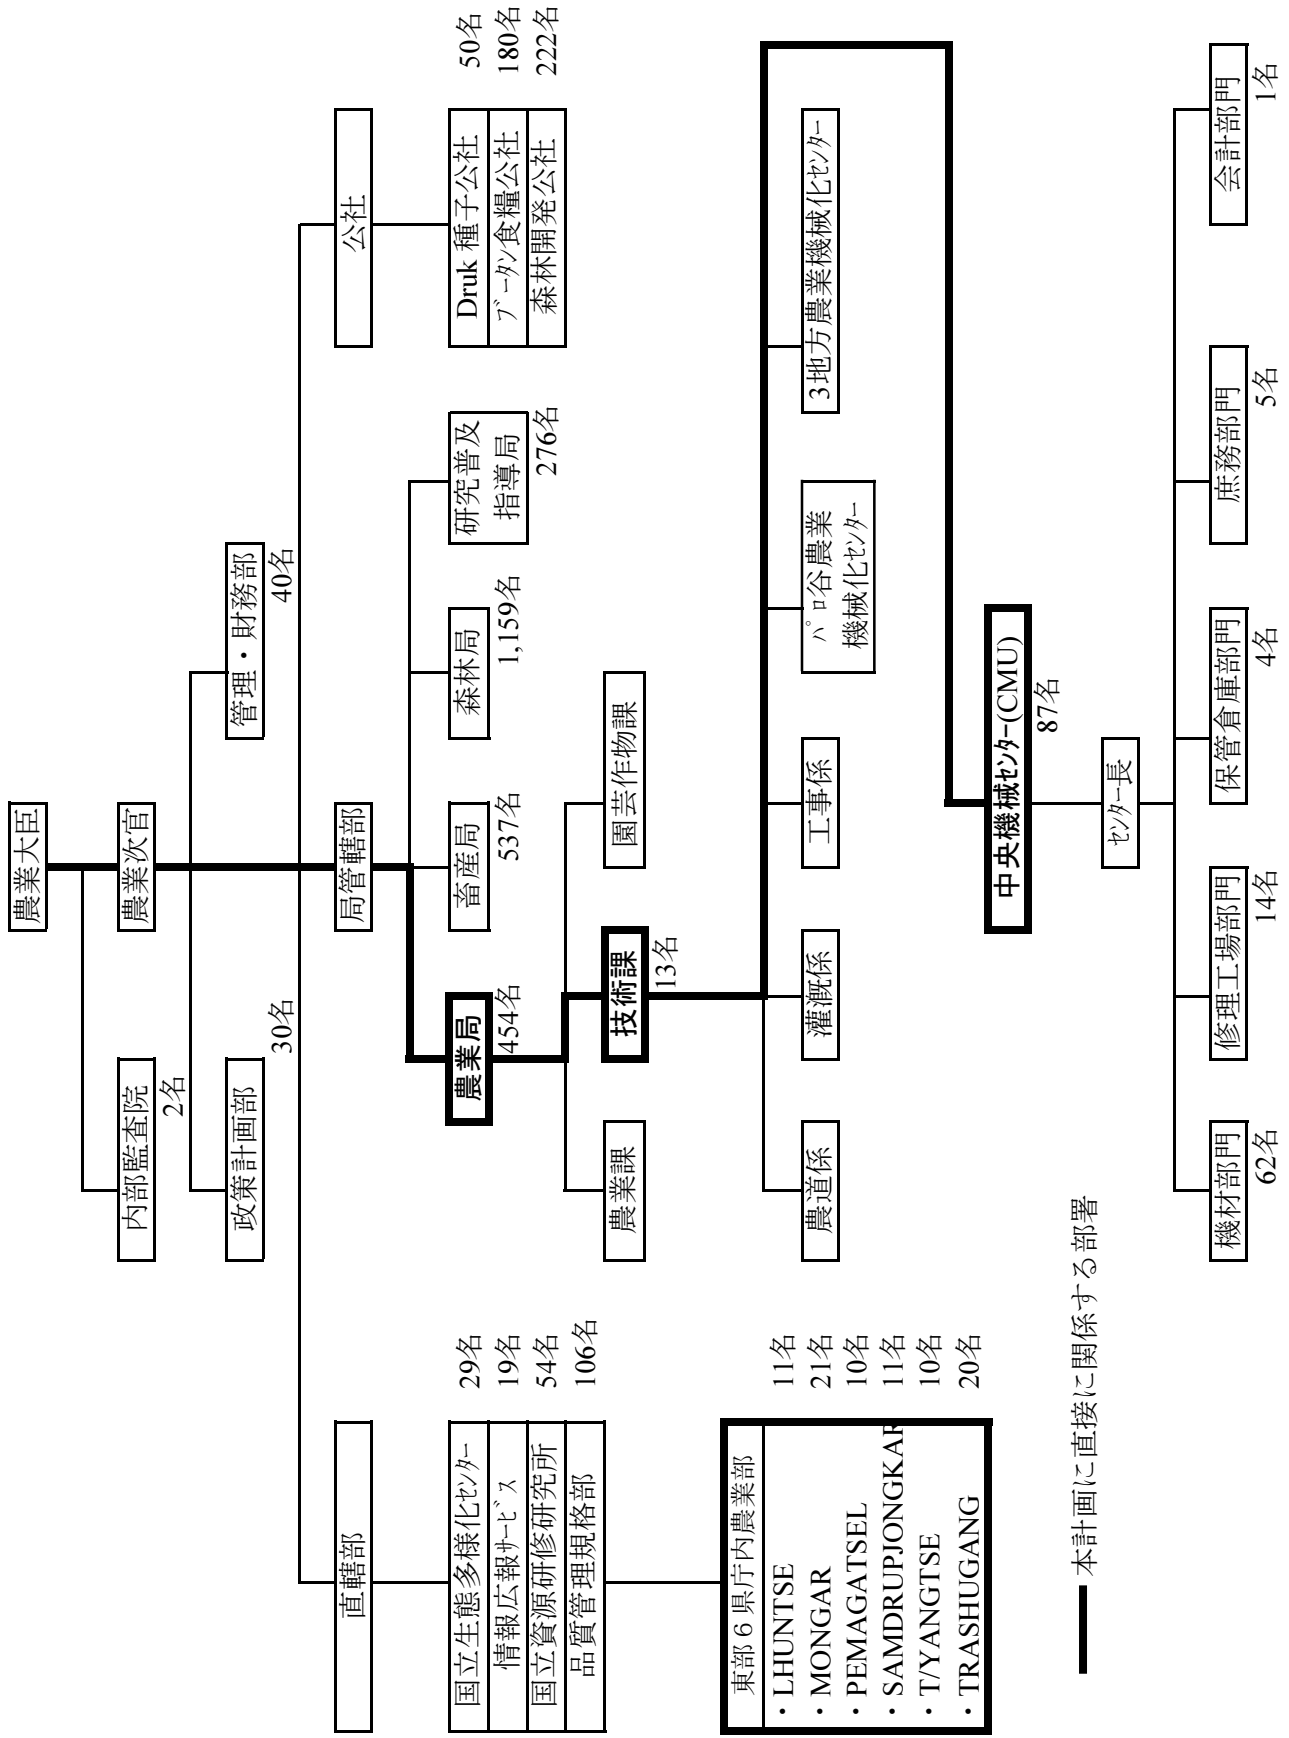 農業大臣
内部監査院
2名
農業次官
政策計画部
30名
管理・財務部
40名
直轄部
局管轄部
公社
国立生態多様化ｾﾝﾀｰ 29名
情報広報ｻｰﾋﾞｽ 19名
国立資源研修研究所 54名
品質管理規格部 106名
農業局
454名
畜産局
537名
森林局
1,159名
研究普及
指導局
276名
Druk 種子公社 50名
ﾌﾞｰﾀﾝ食糧公社 180名
森林開発公社 222名
農業課
技術課
13名
園芸作物課
東部６県庁内農業部
・LHUNTSE 11名
・MONGAR 21名
・PEMAGATSEL 10名
・SAMDRUPJONGKAR 11名
・T/YANGTSE 10名
・TRASHUGANG 20名
農道係
灌漑係
工事係
ﾊﾟﾛ谷農業
機械化ｾﾝﾀｰ
3地方農業機械化ｾﾝﾀｰ
中央機械ｾﾝﾀｰ(CMU)
87名
ｾﾝﾀｰ長
機材部門
62名
修理工場部門
14名
保管倉庫部門
4名
庶務部門
5名
会計部門
1名
本計画に直接に関係する部署